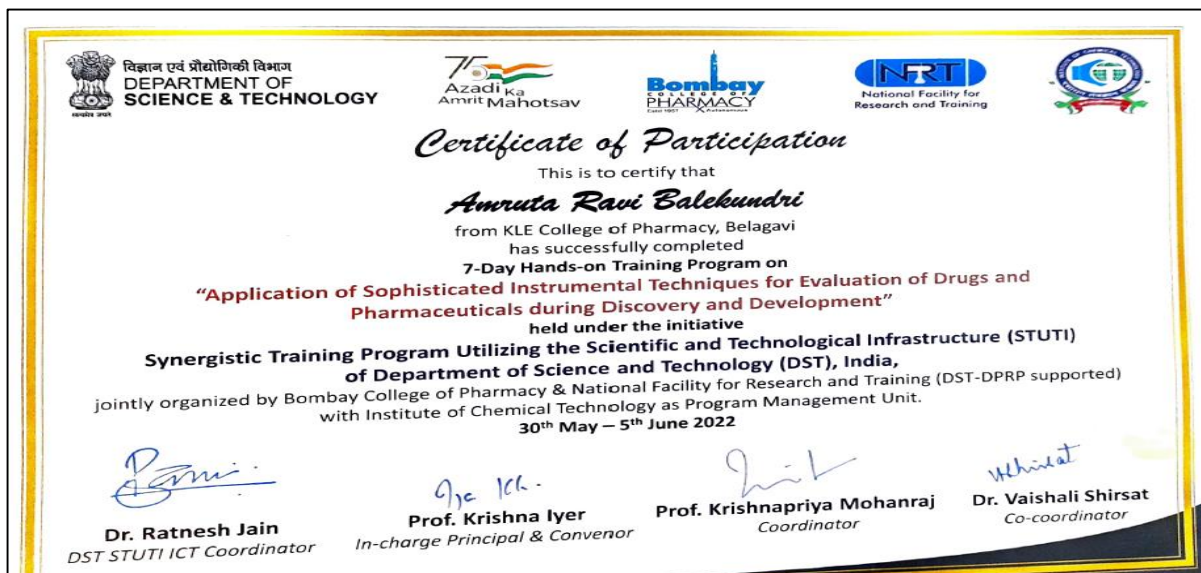 विज्ञान एवं प्रौद्योगिकी विभाग
DEPARTMENT OF
SCIENCE & TECHNOLOGY
सत्यमेव जयते
75
Azadi Ka
Amrit Mahotsav
Bombay
COLLEGE OF
PHARMACY
Estd 1957 Autonomous
NFRT
National Facility for
Research and Training
Certificate of Participation
This is to certify that
Amruta Ravi Balekundri
from KLE College of Pharmacy, Belagavi
has successfully completed
7-Day Hands-on Training Program on
“Application of Sophisticated Instrumental Techniques for Evaluation of Drugs and
Pharmaceuticals during Discovery and Development”
held under the initiative
Synergistic Training Program Utilizing the Scientific and Technological Infrastructure (STUTI)
of Department of Science and Technology (DST), India,
jointly organized by Bombay College of Pharmacy & National Facility for Research and Training (DST-DPRP supported)
with Institute of Chemical Technology as Program Management Unit.
30th May – 5th June 2022
Dr. Ratnesh Jain
DST STUTI ICT Coordinator
Prof. Krishna Iyer
In-charge Principal & Convenor
Prof. Krishnapriya Mohanraj
Coordinator
Dr. Vaishali Shirsat
Co-coordinator